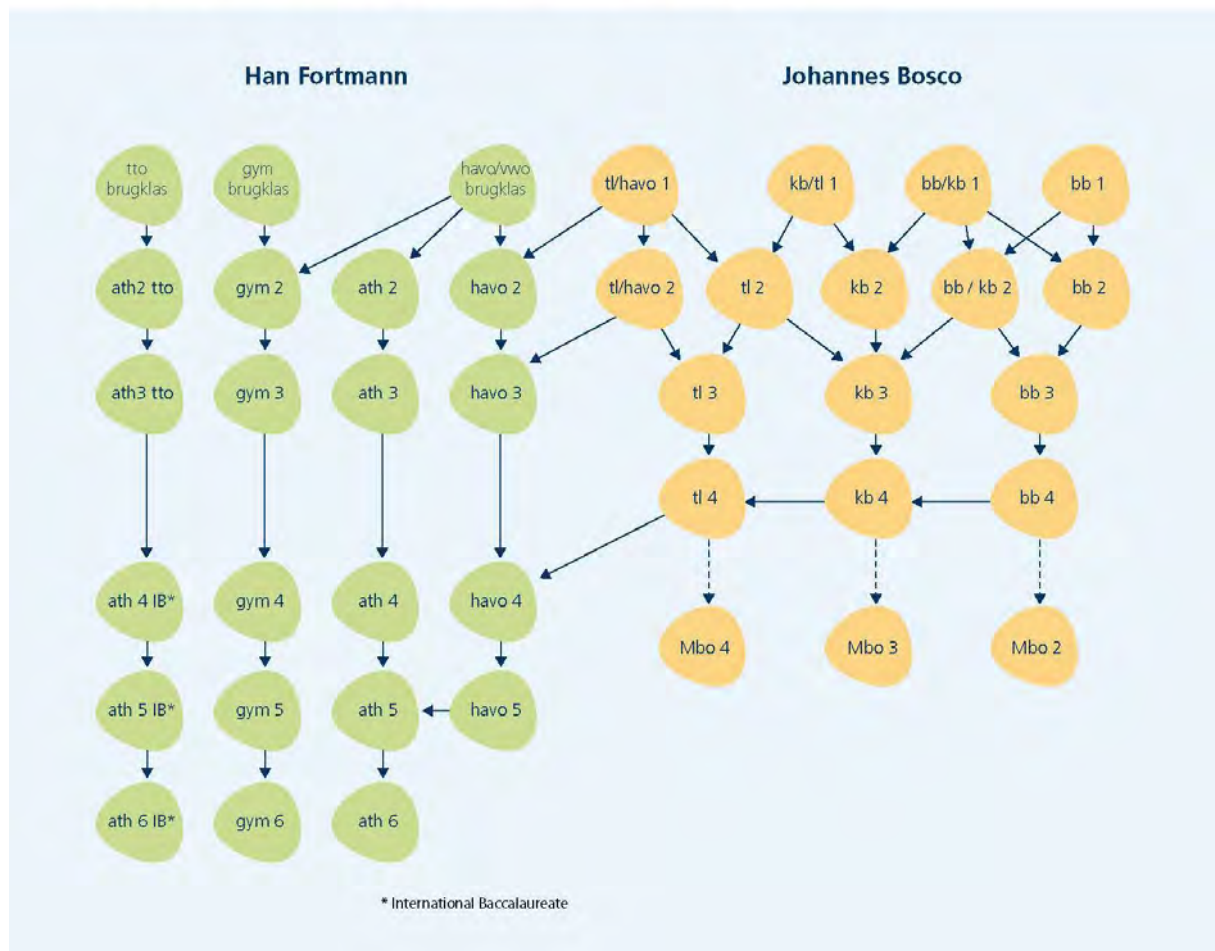 Han Fortmann
Johannes Bosco
tto
brugklas
gym
brugklas
havo/vwo
brugklas
tl/havo 1
kb/tl 1
bb/kb 1
bb 1
ath2 tto
gym 2
ath 2
havo 2
tl/havo 2
tl 2
kb 2
bb / kb 2
bb 2
ath3 tto
gym 3
ath 3
havo 3
tl 3
kb 3
bb 3
tl 4
kb 4
bb 4
ath 4 IB*
gym 4
ath 4
havo 4
Mbo 4
Mbo 3
Mbo 2
ath 5 IB*
gym 5
ath 5
havo 5
ath 6 IB*
gym 6
ath 6
* International Baccalaureate